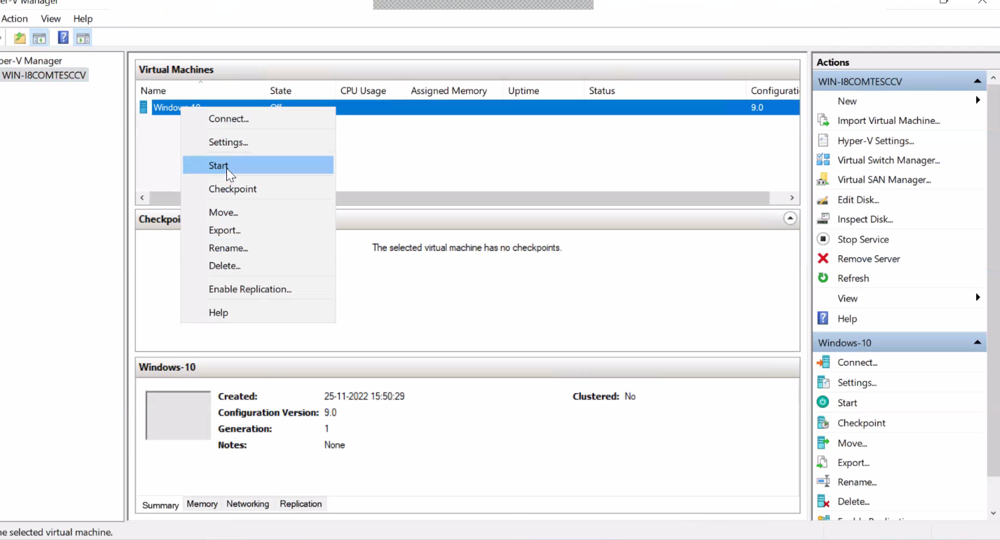 er-V Manager
Action View Help
per-V Manager
WIN-I8COMTESCCV
Virtual Machines
Name State CPU Usage Assigned Memory Uptime Status Configurati
Windows-10 Off 9.0
Connect...
Settings...
Start
Checkpoint
Move...
Export...
Rename...
Delete...
Enable Replication...
Help
Checkpoi
The selected virtual machine has no checkpoints.
Windows-10
Created: 25-11-2022 15:50:29 Clustered: No
Configuration Version: 9.0
Generation: 1
Notes: None
Summary Memory Networking Replication
he selected virtual machine.
Actions
WIN-I8COMTESCCV
New
Import Virtual Machine...
Hyper-V Settings...
Virtual Switch Manager...
Virtual SAN Manager...
Edit Disk...
Inspect Disk...
Stop Service
Remove Server
Refresh
View
Help
Windows-10
Connect...
Settings...
Start
Checkpoint
Move...
Export...
Rename...
Delete...